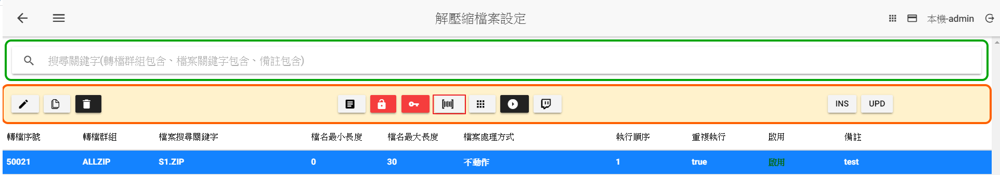 解壓縮檔案設定
本機-admin
搜尋關鍵字(轉檔群組包含、檔案關鍵字包含、備註包含)
INS UPD
轉檔序號 轉檔群組 檔案搜尋關鍵字 檔名最小長度 檔名最大長度 檔案處理方式 執行順序 重複執行 啟用 備註
50021 ALLZIP S1.ZIP 0 30 不動作 1 true 啟用 test